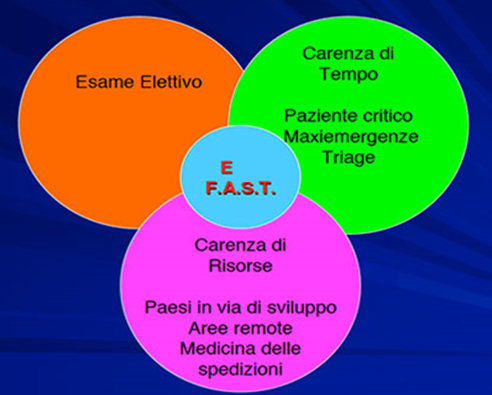 Esame Elettivo
Carenza di
Tempo
Paziente critico
Maxiemergenze
Triage
E
F.A.S.T.
Carenza di
Risorse
Paesi in via di sviluppo
Aree remote
Medicina delle
spedizioni